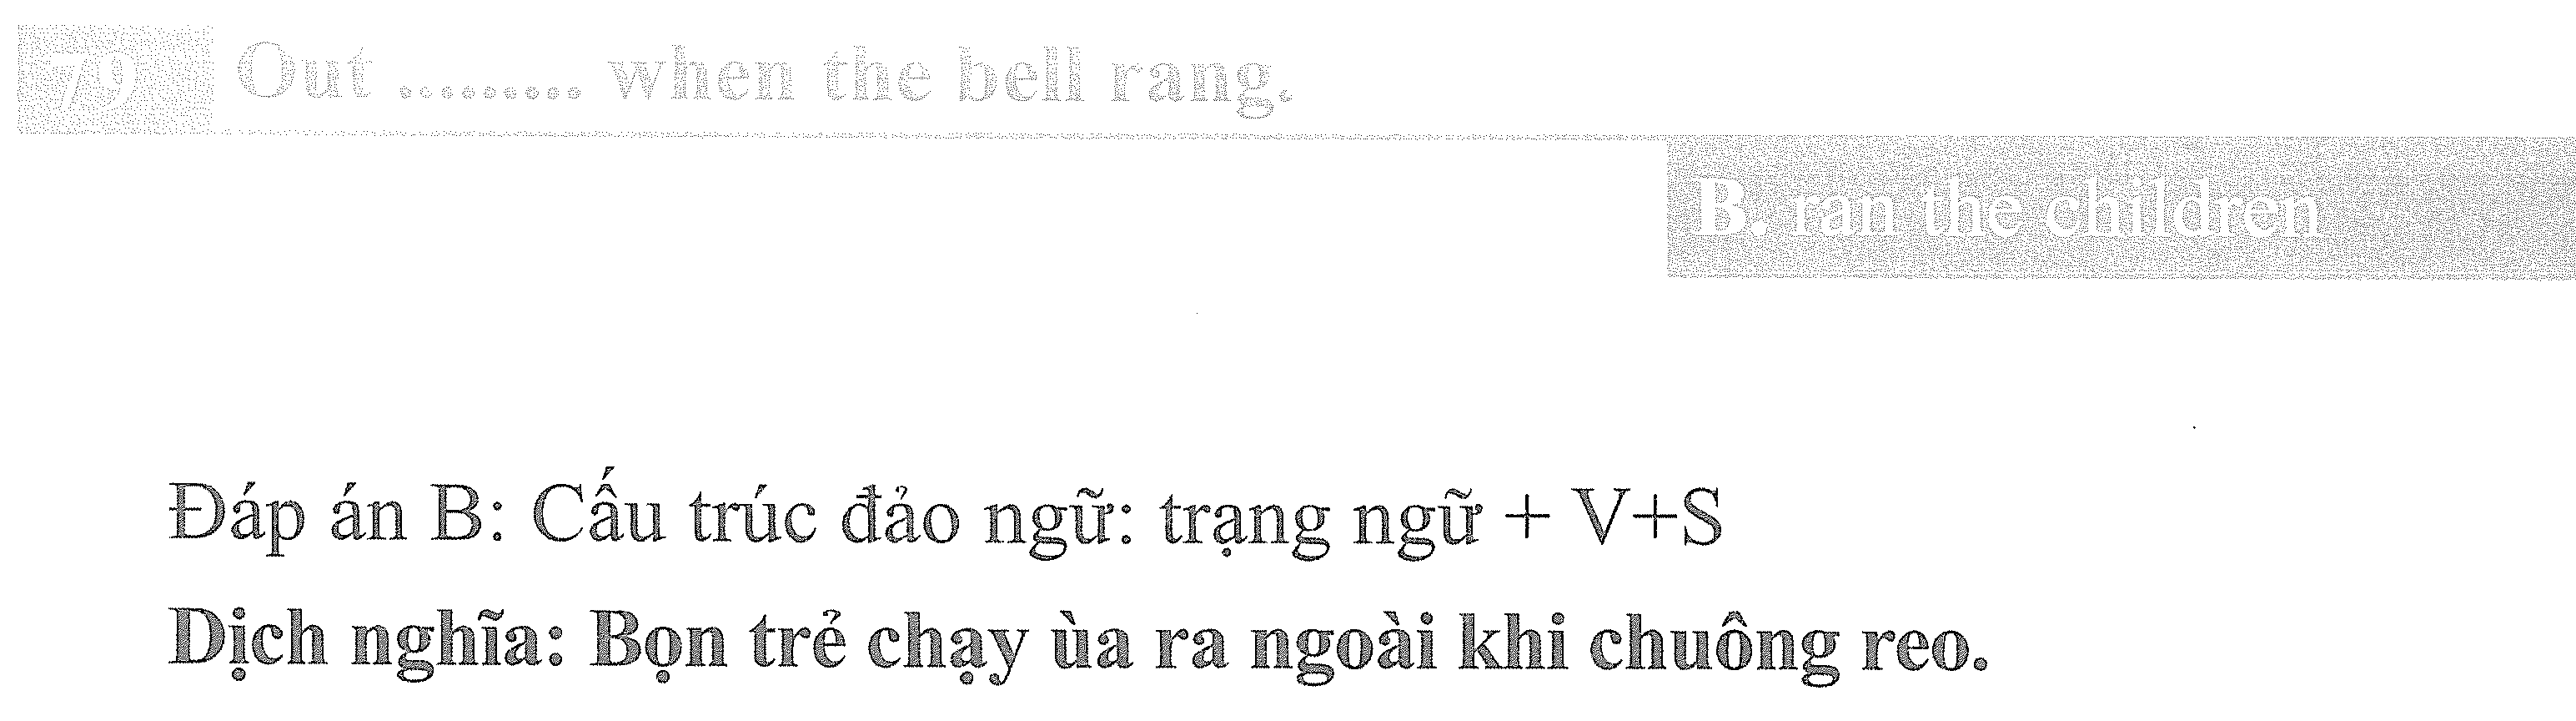 79 Out ......... when the bell rang.
B. ran the children
Đáp án B: Cấu trúc đảo ngữ: trạng ngữ + V+S
Dịch nghĩa: Bọn trẻ chạy ùa ra ngoài khi chuông reo.